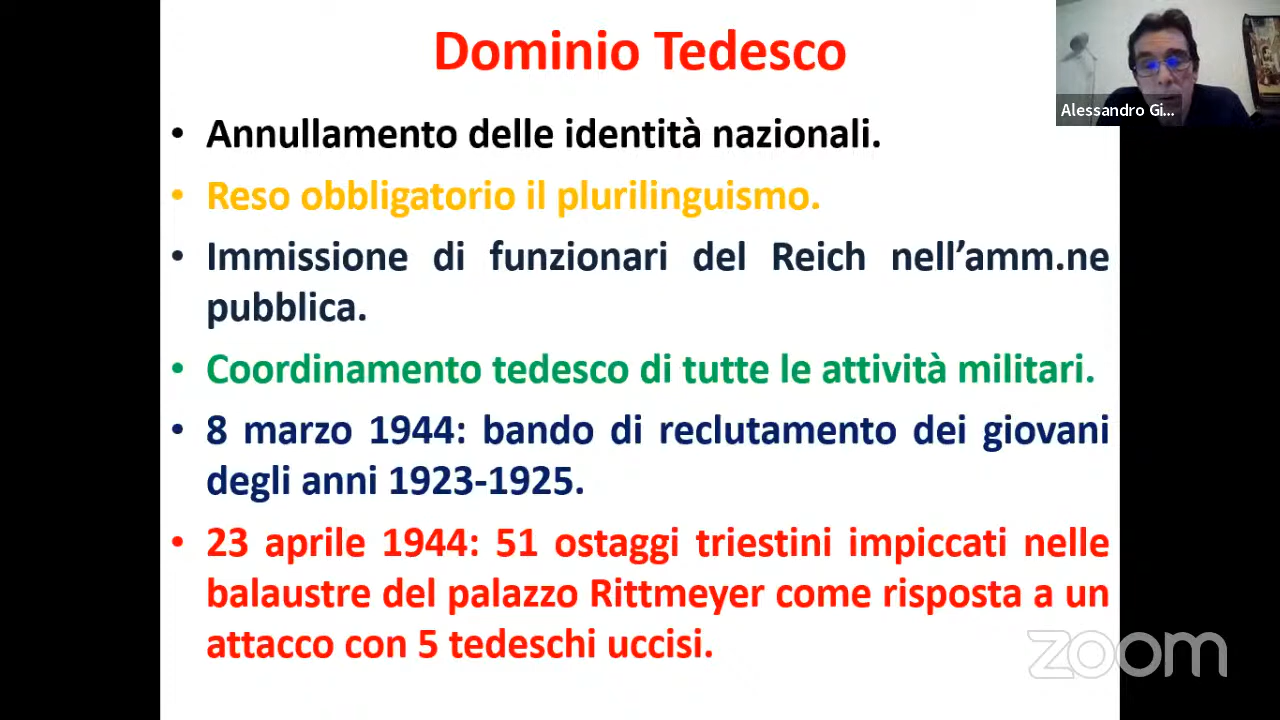 Dominio Tedesco
Alessandro Gi...
• Annullamento delle identità nazionali.
• Reso obbligatorio il plurilinguismo.
• Immissione di funzionari del Reich nell’amm.ne
pubblica.
• Coordinamento tedesco di tutte le attività militari.
• 8 marzo 1944: bando di reclutamento dei giovani
degli anni 1923-1925.
• 23 aprile 1944: 51 ostaggi triestini impiccati nelle
balaustre del palazzo Rittmeyer come risposta a un
attacco con 5 tedeschi uccisi.
zoom